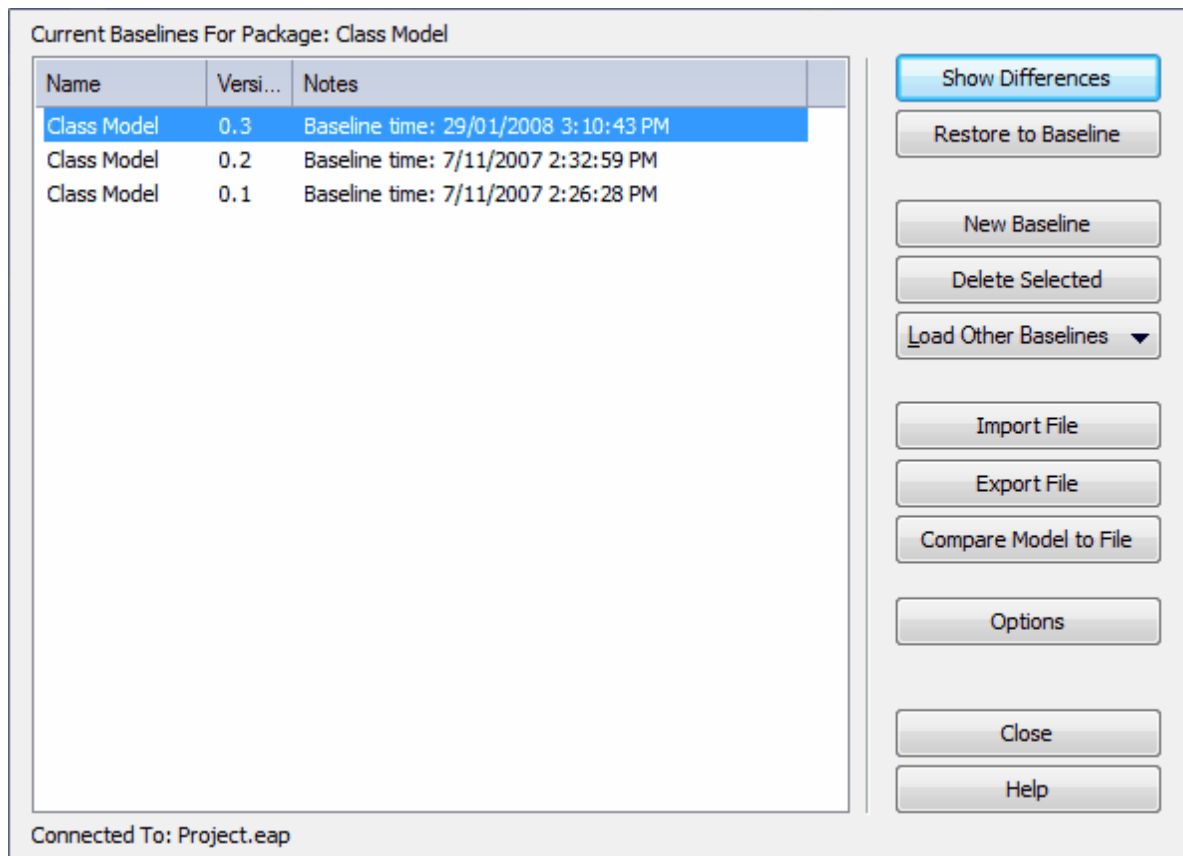 Current Baselines For Package: Class Model
Name Versi... Notes
Class Model 0.3 Baseline time: 29/01/2008 3:10:43 PM
Class Model 0.2 Baseline time: 7/11/2007 2:32:59 PM
Class Model 0.1 Baseline time: 7/11/2007 2:26:28 PM
Show Differences
Restore to Baseline
New Baseline
Delete Selected
Load Other Baselines
Import File
Export File
Compare Model to File
Options
Close
Help
Connected To: Project.eap